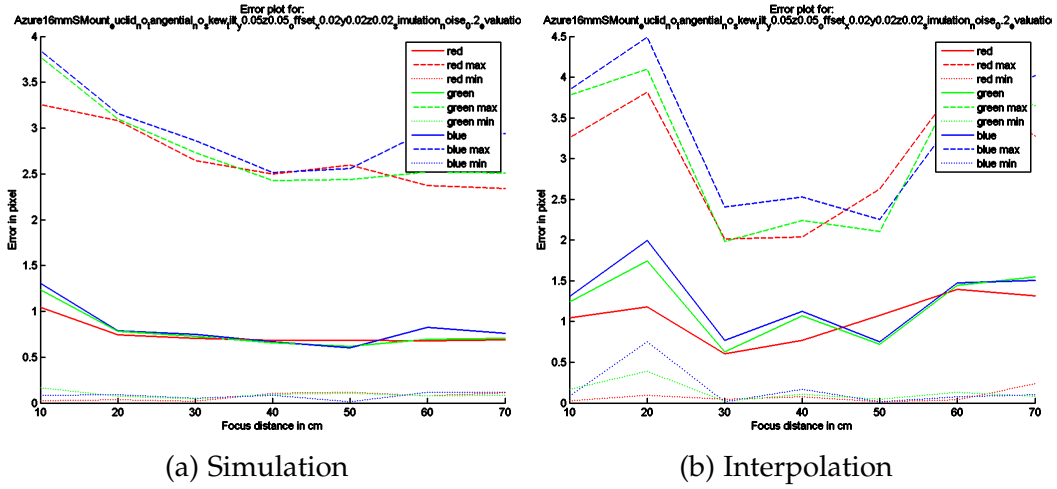 Error plot for:
Azure16mmSMount_euclid_no_tangential_no_skew_tilt_y0.05z0.05_offset_x0.02y0.02z0.02_simulation_noise_0.2_evaluation
4
3.5
3
2.5
2
1.5
1
0.5
0
10 20 30 40 50 60 70
Error in pixel
Focus distance in cm
red
red max
red min
green
green max
green min
blue
blue max
blue min
(a) Simulation
Error plot for:
Azure16mmSMount_euclid_no_tangential_no_skew_tilt_y0.05z0.05_offset_x0.02y0.02z0.02_simulation_noise_0.2_evaluation
4.5
4
3.5
3
2.5
2
1.5
1
0.5
0
10 20 30 40 50 60 70
Error in pixel
Focus distance in cm
red
red max
red min
green
green max
green min
blue
blue max
blue min
(b) Interpolation